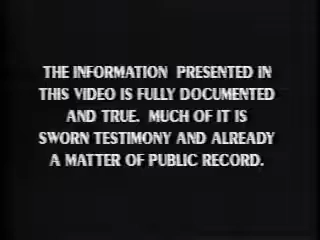 THE INFORMATION PRESENTED IN
THIS VIDEO IS FULLY DOCUMENTED
AND TRUE. MUCH OF IT IS
SWORN TESTIMONY AND ALREADY
A MATTER OF PUBLIC RECORD.